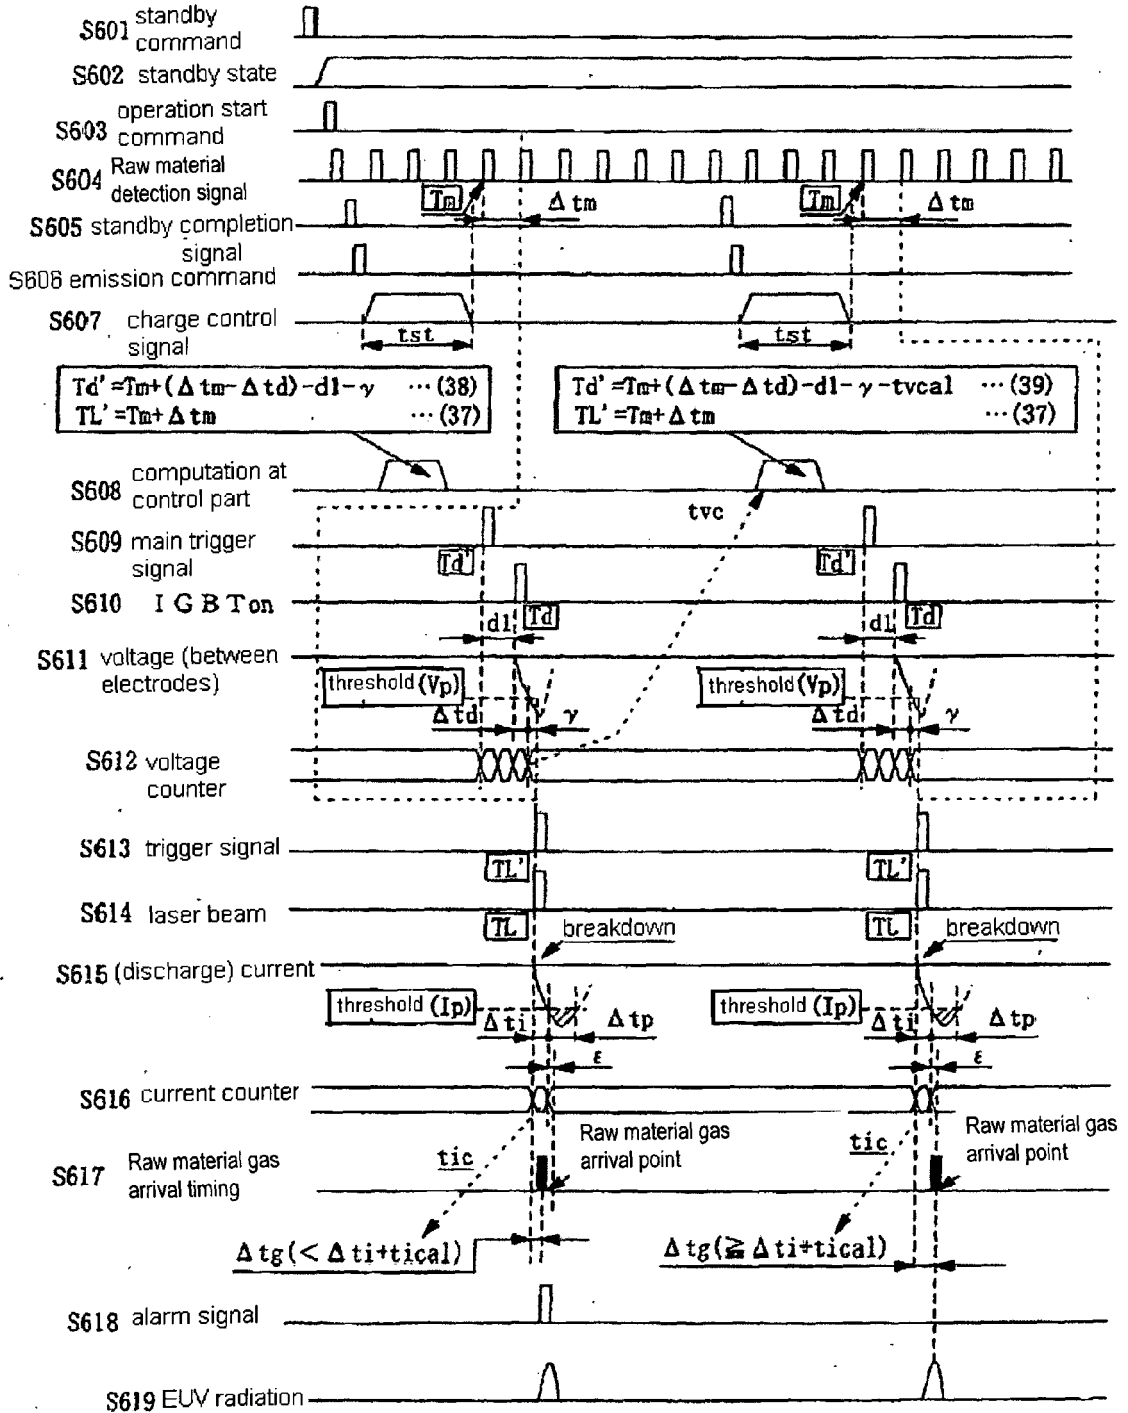 S601 standby
command
S602 standby state
S603 operation start
command
S604 Raw material
detection signal
Tm
Δtm
Tm
Δtm
S605 standby completion
signal
S606 emission command
S607 charge control
signal
tst
tst
Td'=Tm+(Δtm-Δtd)-d1-γ ···(38)
TL'=Tm+Δtm ···(37)
Td'=Tm+(Δtm-Δtd)-d1-γ-tvcal ···(39)
TL'=Tm+Δtm ···(37)
S608 computation at
control part
tvc
S609 main trigger
signal
Td'
Td'
S610 IGBT on
Td
Td
d1
d1
S611 voltage (between
electrodes)
threshold (Vp)
threshold (Vp)
Δtd
γ
Δtd
γ
S612 voltage
counter
S613 trigger signal
TL'
TL'
S614 laser beam
TL
TL
breakdown
breakdown
S615 (discharge) current
threshold (Ip)
threshold (Ip)
Δti
Δtp
Δti
Δtp
ε
ε
S616 current counter
tic
tic
Raw material gas
arrival point
Raw material gas
arrival point
S617 Raw material gas
arrival timing
Δtg(<Δti+tical)
Δtg(≧Δti+tical)
S618 alarm signal
S619 EUV radiation